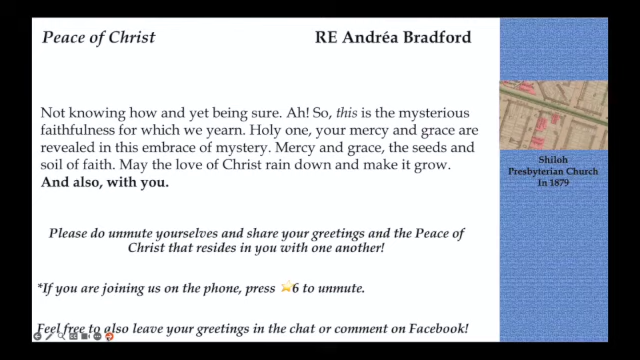 Peace of Christ RE Andréa Bradford
Not knowing how and yet being sure. Ah! So, this is the mysterious
faithfulness for which we yearn. Holy one, your mercy and grace are
revealed in this embrace of mystery. Mercy and grace, the seeds and
soil of faith. May the love of Christ rain down and make it grow.
And also, with you.
Shiloh
Presbyterian Church
In 1879
Please do unmute yourselves and share your greetings and the Peace of
Christ that resides in you with one another!
*If you are joining us on the phone, press ⭐6 to unmute.
Feel free to also leave your greetings in the chat or comment on Facebook!